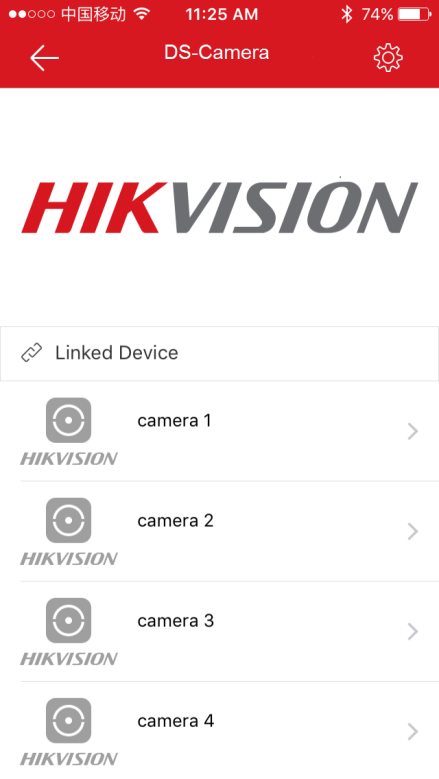 中国移动 11:25 AM 74%
DS-Camera
HIKVISION
Linked Device
camera 1
HIKVISION
camera 2
HIKVISION
camera 3
HIKVISION
camera 4
HIKVISION